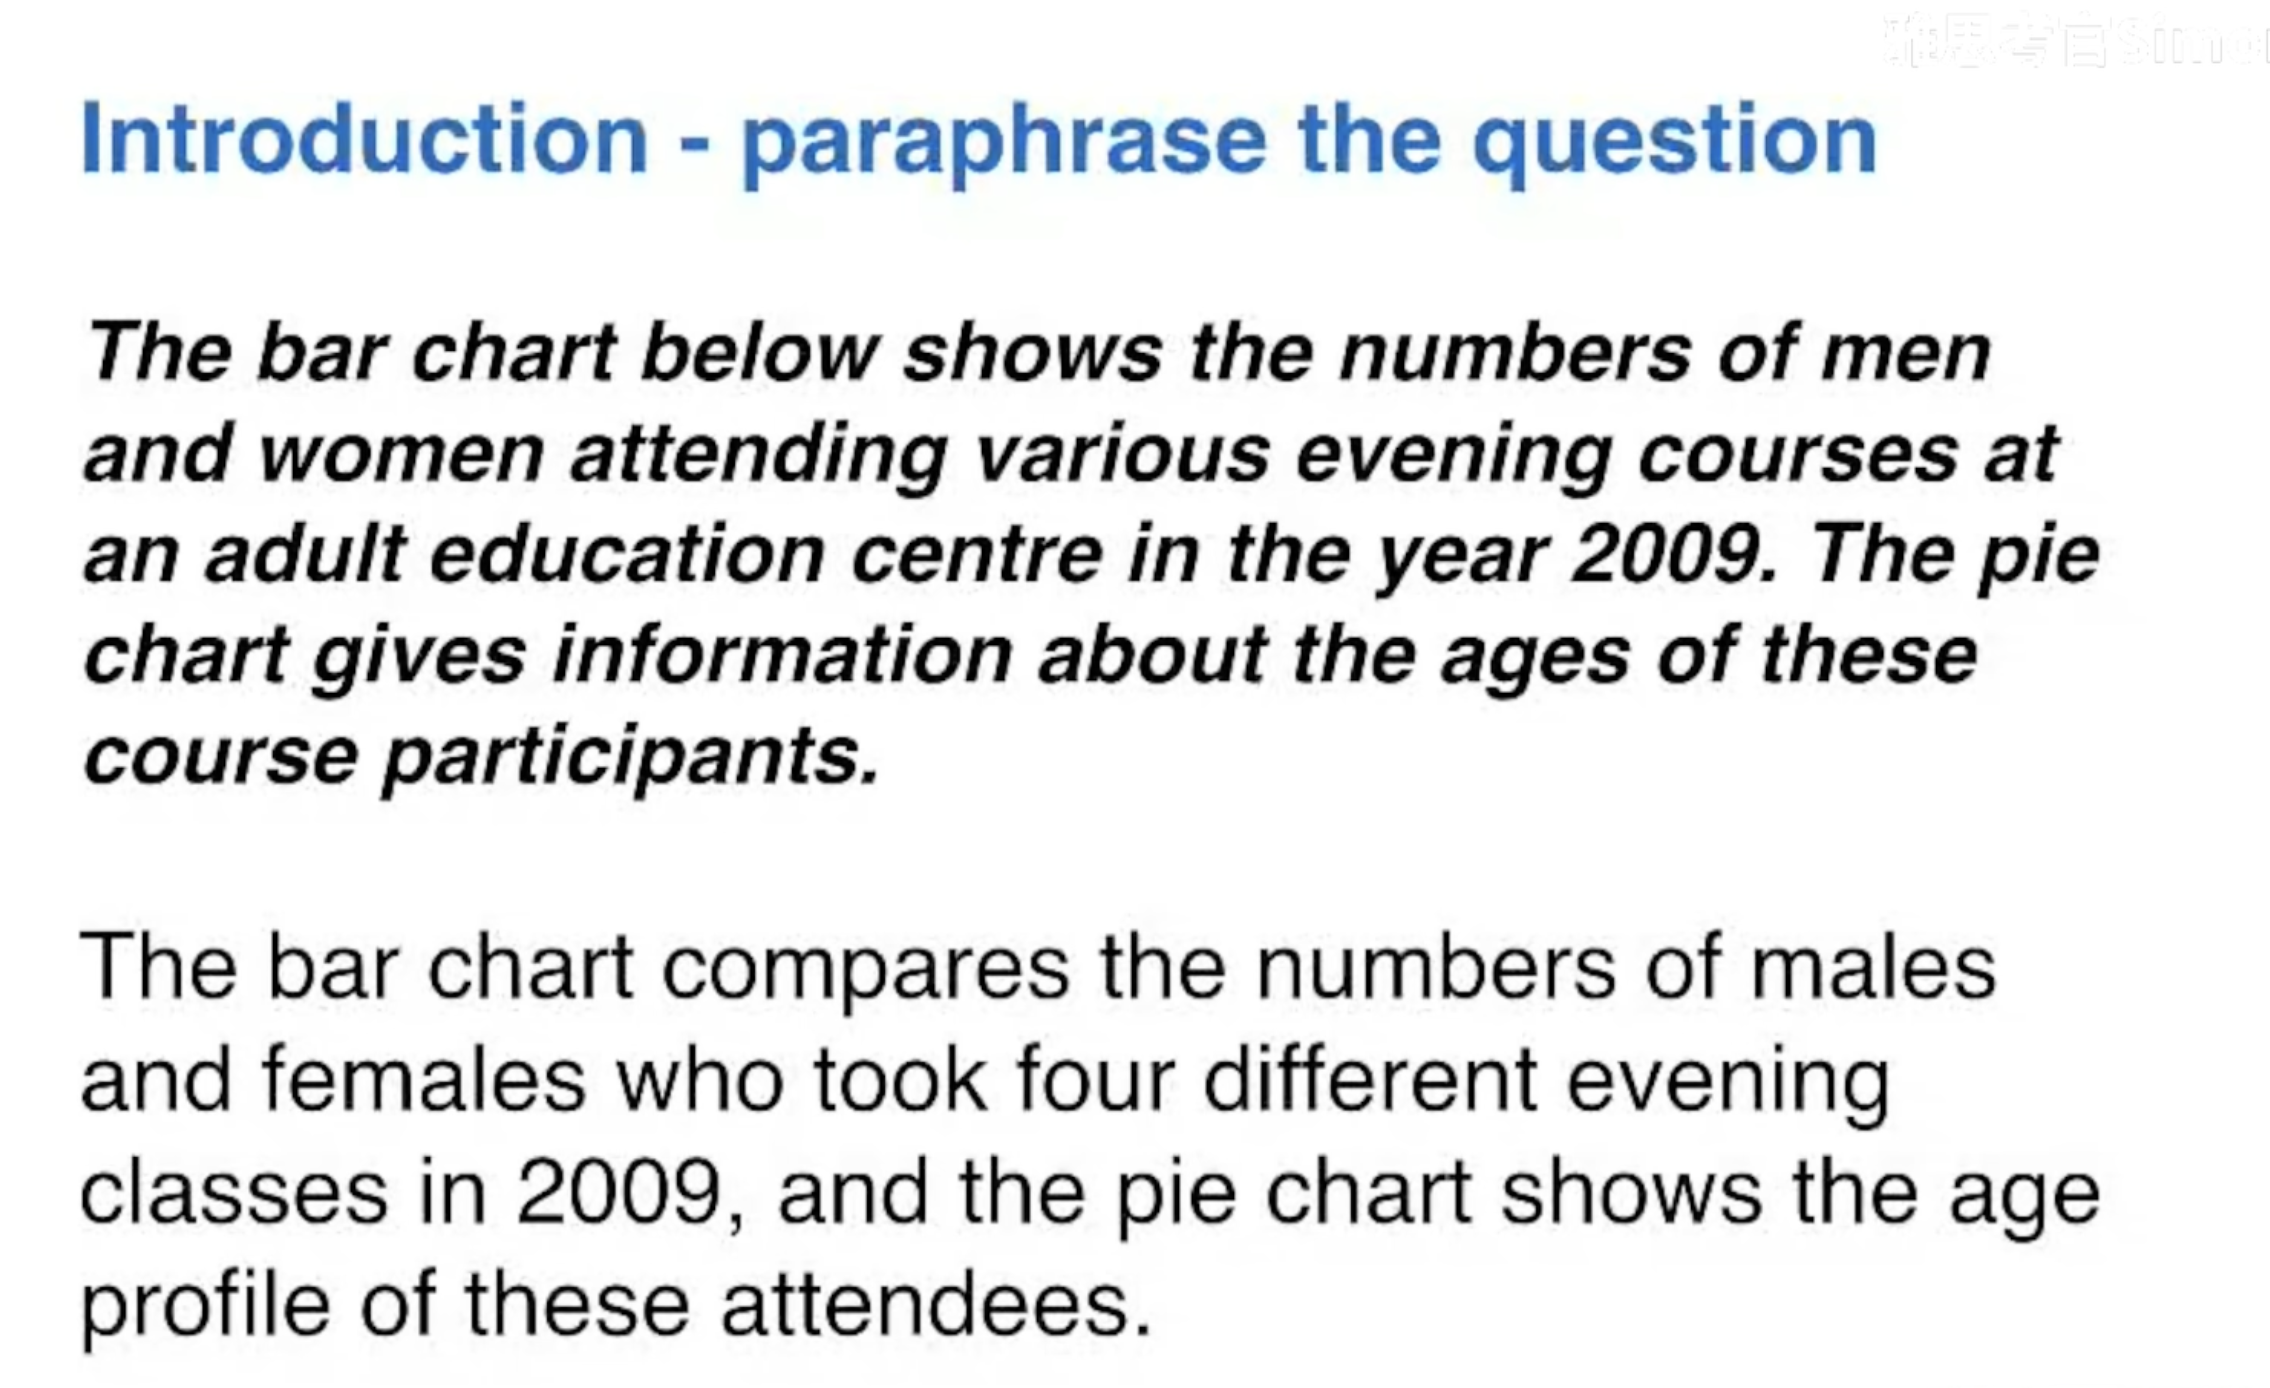 雅思考官Simon
Introduction - paraphrase the question
The bar chart below shows the numbers of men
and women attending various evening courses at
an adult education centre in the year 2009. The pie
chart gives information about the ages of these
course participants.
The bar chart compares the numbers of males
and females who took four different evening
classes in 2009, and the pie chart shows the age
profile of these attendees.